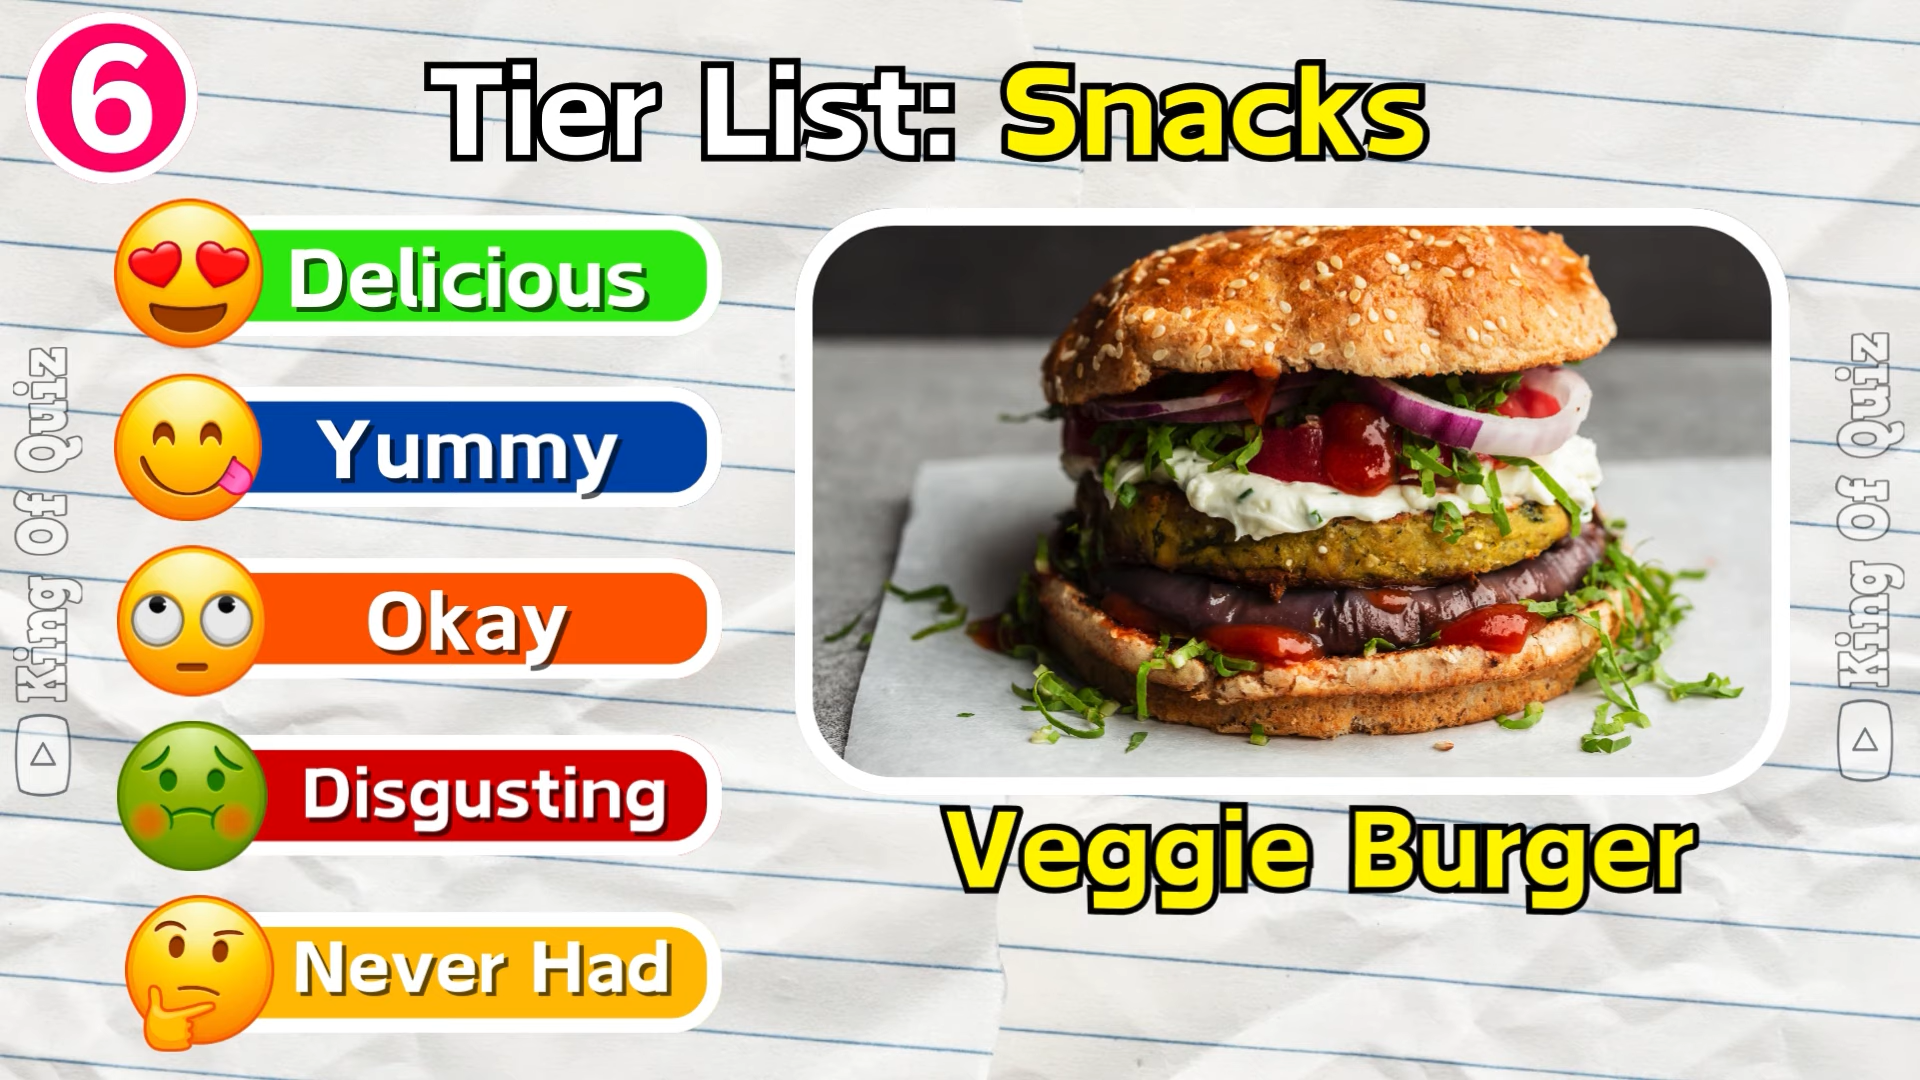 6
Tier List: Snacks
Delicious
Yummy
Okay
Disgusting
Never Had
Veggie Burger
King Of Quiz
King Of Quiz